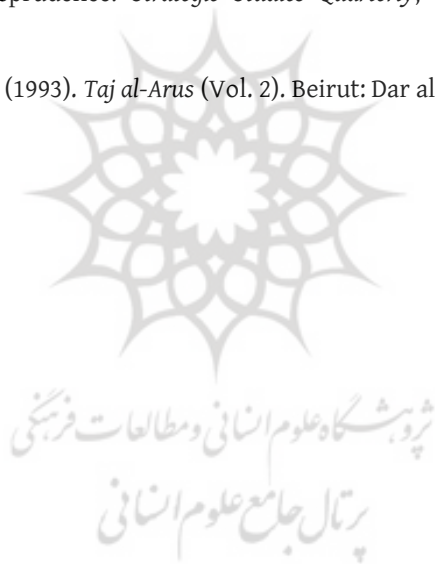 sprudence. Strategic Studies Quarterly,
(1993). Taj al-Arus (Vol. 2). Beirut: Dar al
پژوهشگاه علوم انسانی و مطالعات فرهنگی
پرتال جامع علوم انسانی